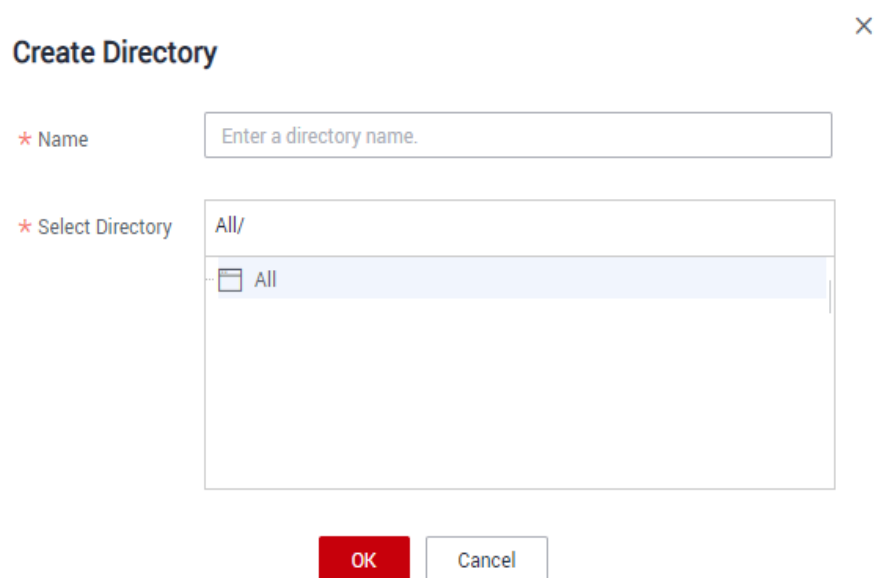 Create Directory
* Name
Enter a directory name.
* Select Directory
All/
All
OK
Cancel